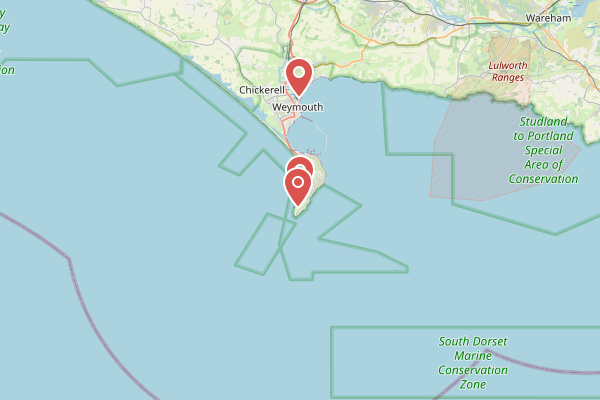 Wareham
Lulworth
Ranges
Chickerell
Weymouth
Studland
to Portland
Special
Area of
Conservation
South Dorset
Marine
Conservation
Zone